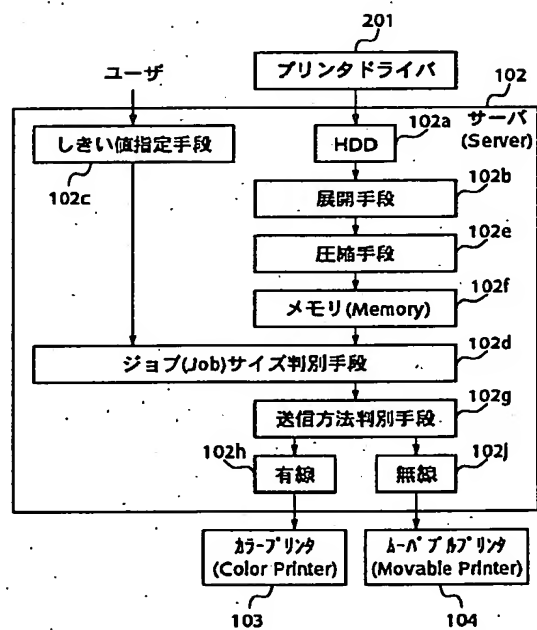 201
ユーザ
プリンタドライバ
102
サーバ
(Server)
しきい値指定手段
102c
HDD
102a
102b
展開手段
102e
圧縮手段
102f
メモリ(Memory)
102d
ジョブ(Job)サイズ判別手段
102g
送信方法判別手段
102h
有線
102j
無線
カラープリンタ
(Color Printer)
ムーバブルプリンタ
(Movable Printer)
103
104